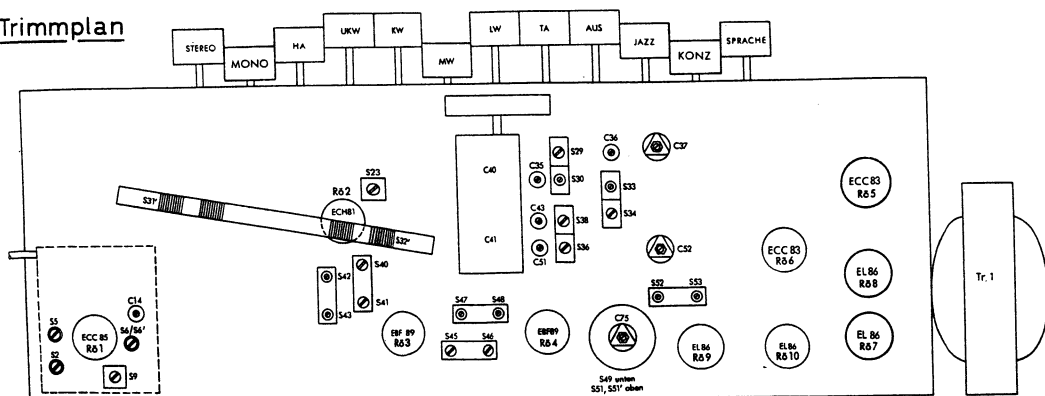 Trimmplan
STEREO
MONO
HA
UKW
KW
MW
LW
TA
AUS
JAZZ
KONZ
SPRACHE
S23
Rö2
ECH81
S31'
S32'
C40
C41
C35
S29
S30
C36
C37
S33
S34
C43
C51
S38
S36
C52
ECC 83
Rö5
ECC 83
Rö6
EL 86
Rö8
EL 86
Rö7
Tr. 1
S42
S43
S40
S41
S47
S48
S45
S46
S52
S53
C14
S5
S6/S6'
ECC 85
Rö1
S2
S9
EBF 89
Rö3
EBF89
Rö4
C75
S49 unten
S51, S51' oben
EL86
Rö9
EL86
Rö10